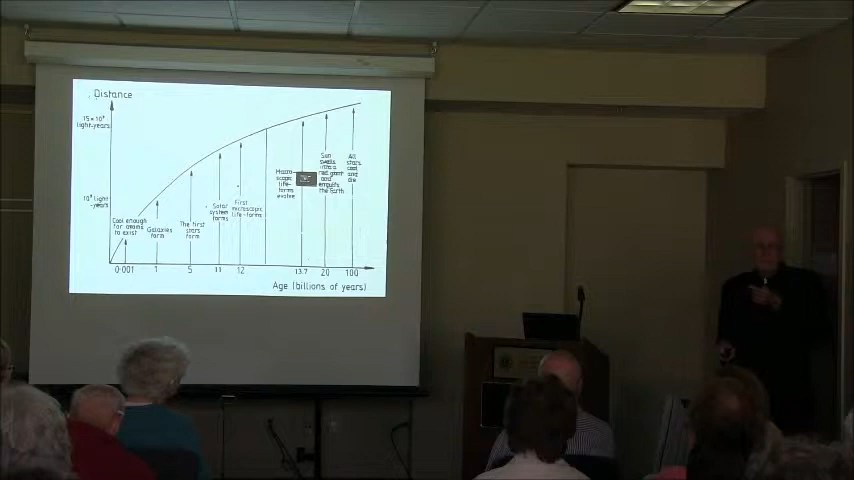 Distance
15 × 10⁹
light-years
10⁹ light
-years
Cool enough
for atoms
to exist
Galaxies
form
The first
stars
form
Solar
system
forms
First
microscopic
life-forms
Macro
scopic
life-
forms
evolve
Sun
swells
into a
red giant
and
engulfs
the Earth
All
stars
cool
and
die
0·001 1 5 11 12 13.7 20 100
Age (billions of years)